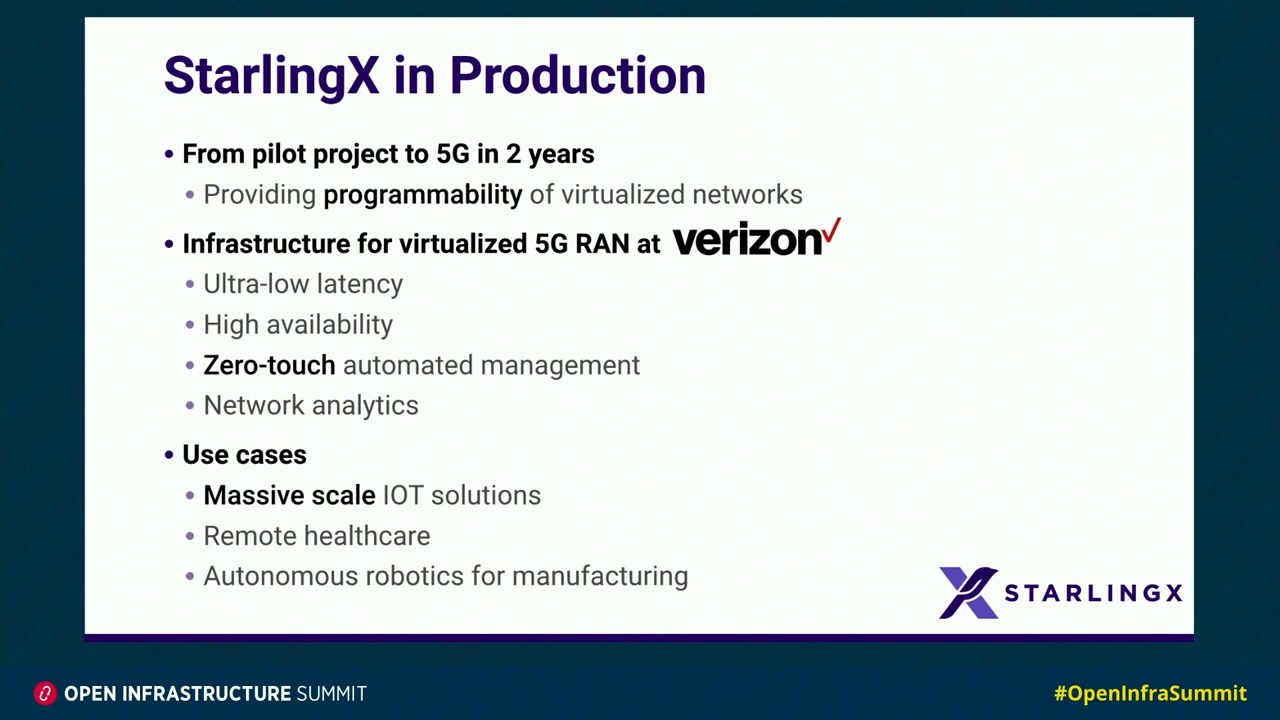 StarlingX in Production
• From pilot project to 5G in 2 years
• Providing programmability of virtualized networks
• Infrastructure for virtualized 5G RAN at verizon✓
• Ultra-low latency
• High availability
• Zero-touch automated management
• Network analytics
• Use cases
• Massive scale IOT solutions
• Remote healthcare
• Autonomous robotics for manufacturing
STARLINGX
OPEN INFRASTRUCTURE SUMMIT
#OpenInfraSummit